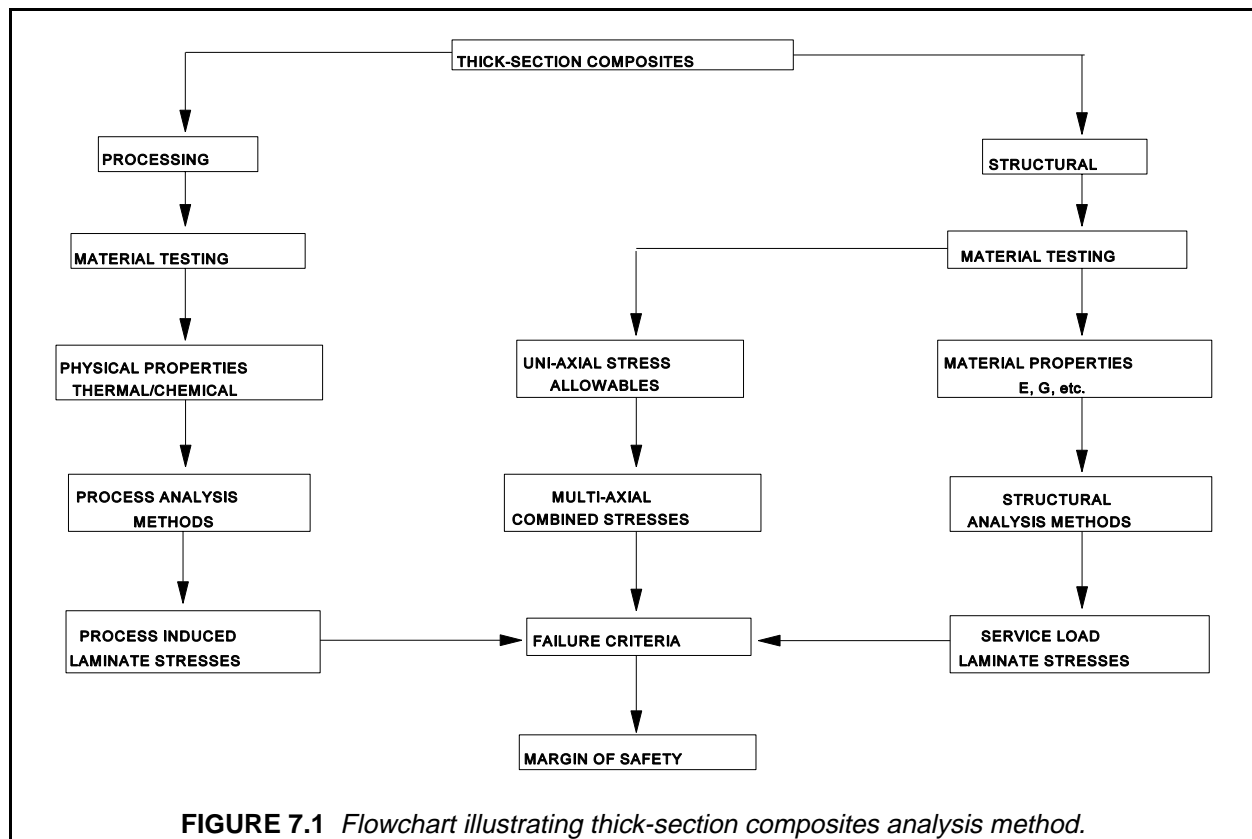 THICK-SECTION COMPOSITES
PROCESSING
STRUCTURAL
MATERIAL TESTING
MATERIAL TESTING
PHYSICAL PROPERTIES
THERMAL/CHEMICAL
UNI-AXIAL STRESS
ALLOWABLES
MATERIAL PROPERTIES
E, G, etc.
PROCESS ANALYSIS
METHODS
MULTI-AXIAL
COMBINED STRESSES
STRUCTURAL
ANALYSIS METHODS
PROCESS INDUCED
LAMINATE STRESSES
FAILURE CRITERIA
SERVICE LOAD
LAMINATE STRESSES
MARGIN OF SAFETY
FIGURE 7.1 Flowchart illustrating thick-section composites analysis method.